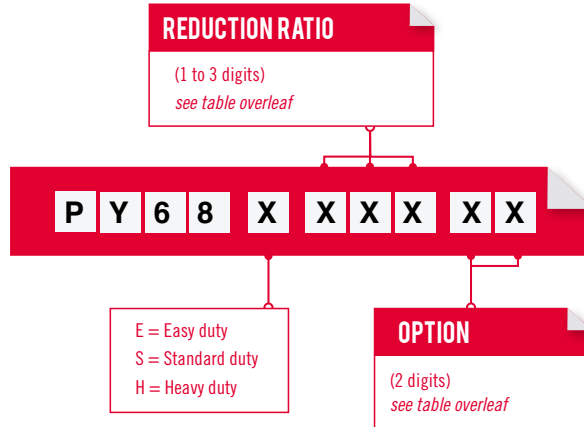 REDUCTION RATIO
(1 to 3 digits)
see table overleaf
P Y 6 8 X X X X X X
E = Easy duty
S = Standard duty
H = Heavy duty
OPTION
(2 digits)
see table overleaf